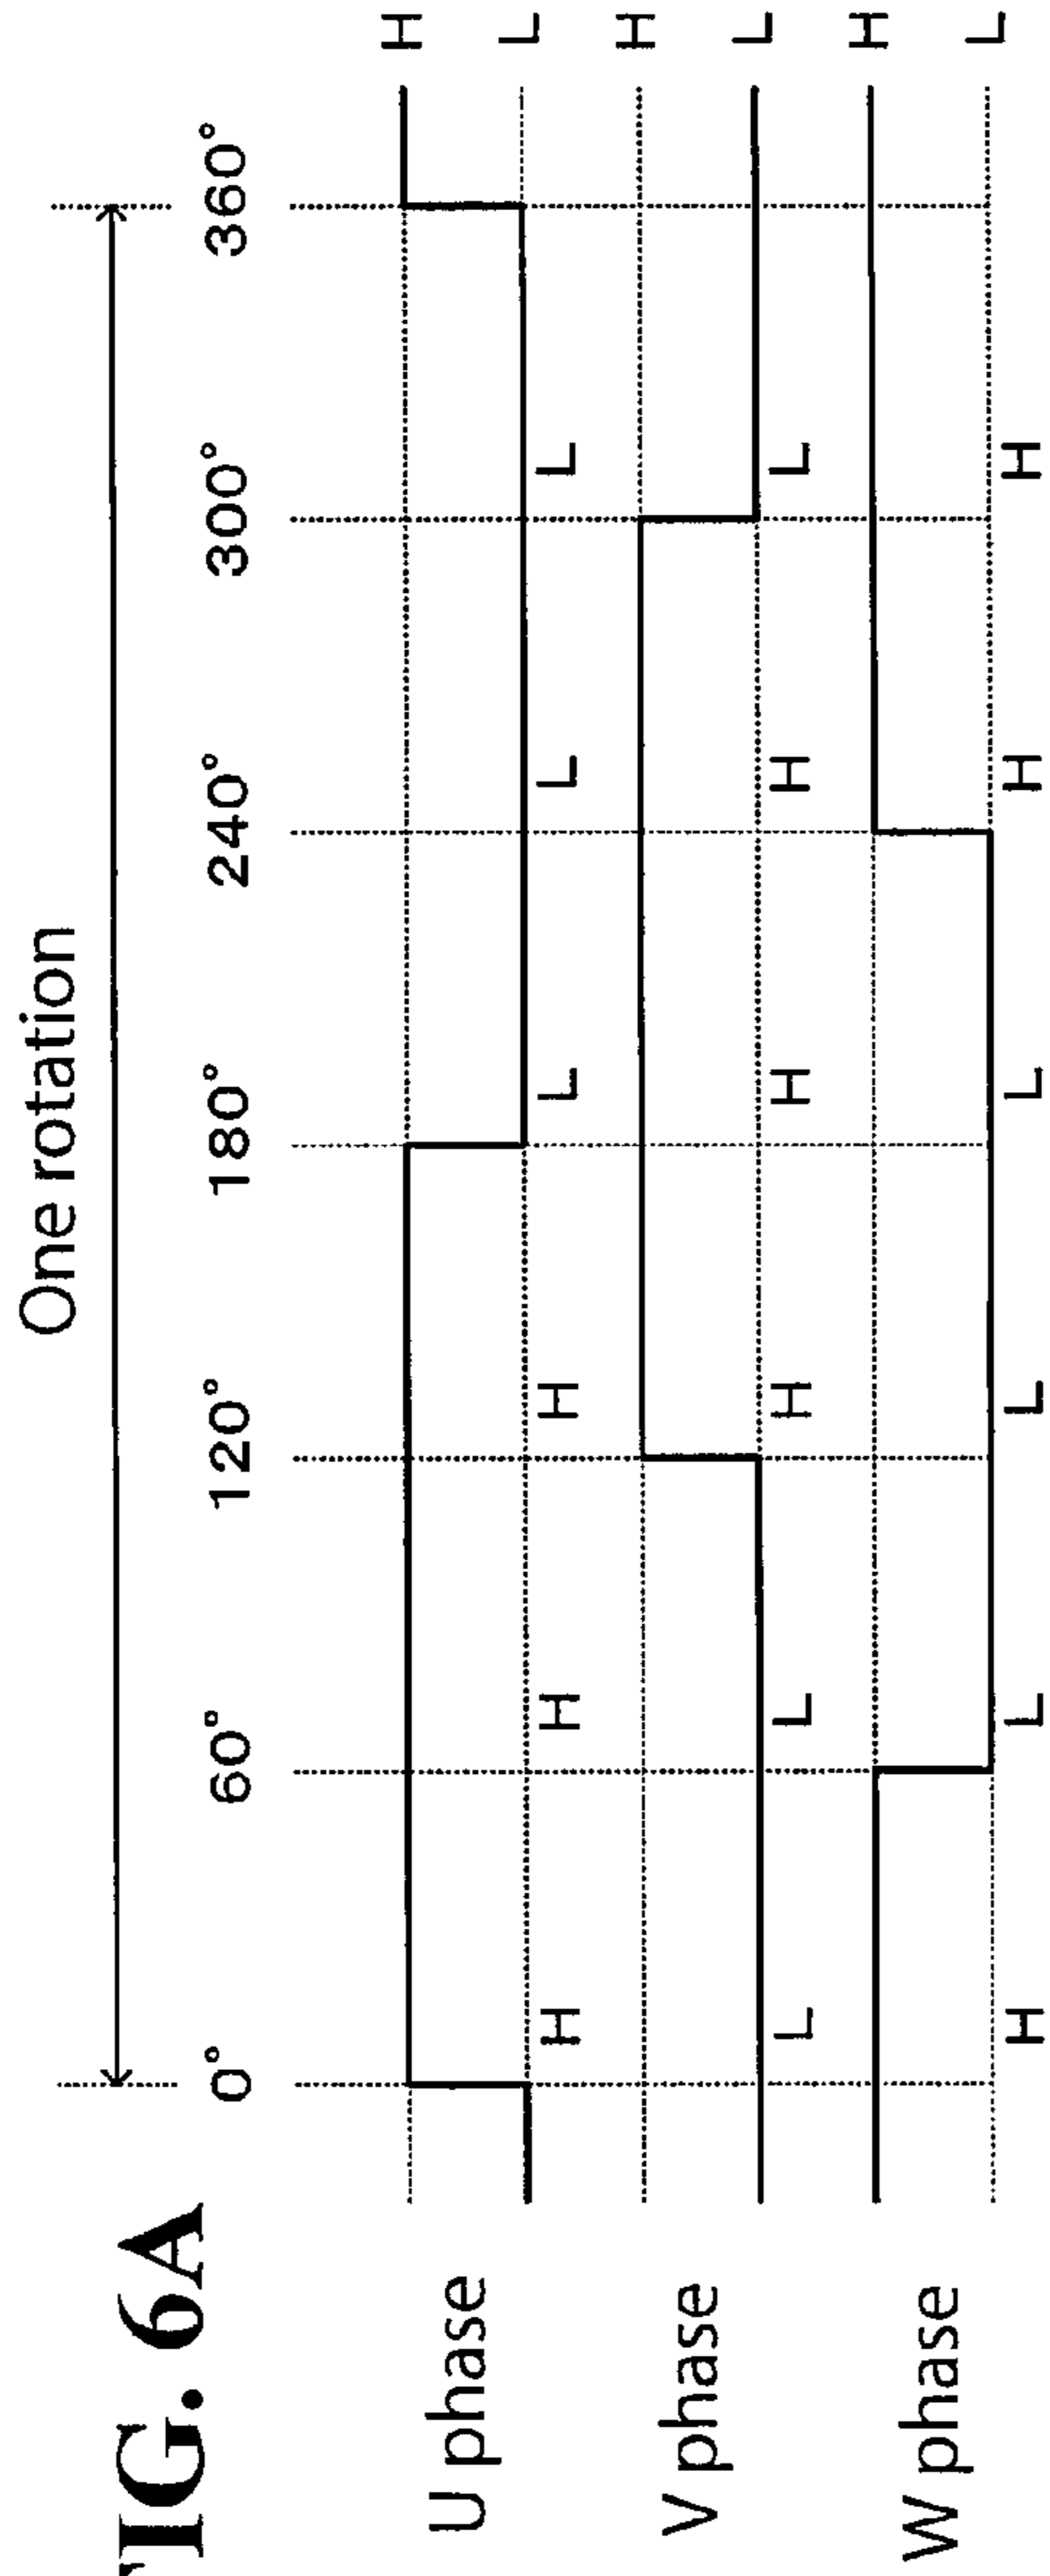 FIG. 6A
One rotation
0° 60° 120° 180° 240° 300° 360°
H
U phase
L
H H H L L L
H
V phase
L
L L H H H L
H
W phase
L
H L L L H H